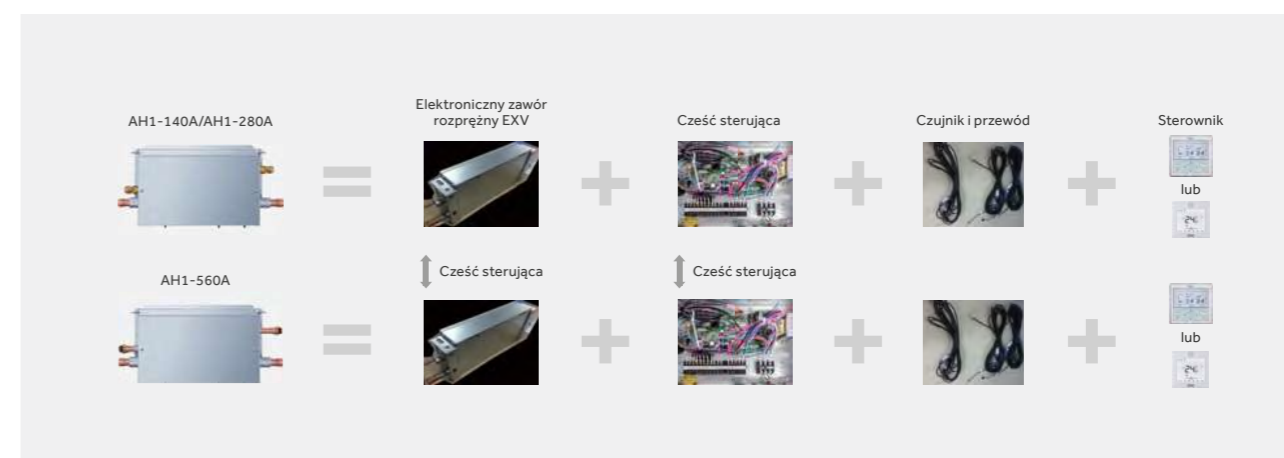 AH1-140A/AH1-280A
Elektroniczny zawór
rozprężny EXV
Cześć sterująca
Czujnik i przewód
Sterownik
lub
AH1-560A
Cześć sterująca
Cześć sterująca
lub